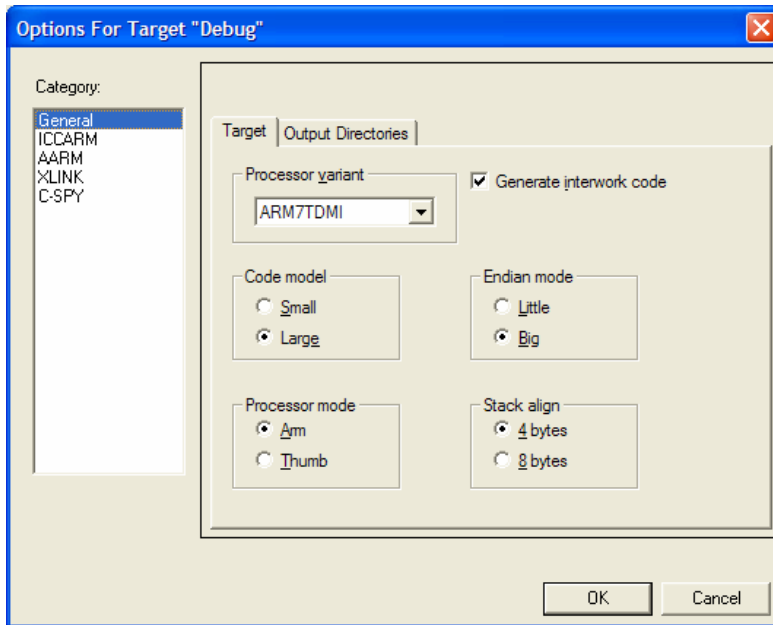 Options For Target "Debug"
Category:
General
ICCARM
AARM
XLINK
C-SPY
Target
Output Directories
Processor variant
ARM7TDMI
Generate interwork code
Code model
Small
Large
Endian mode
Little
Big
Processor mode
Arm
Thumb
Stack align
4 bytes
8 bytes
OK
Cancel